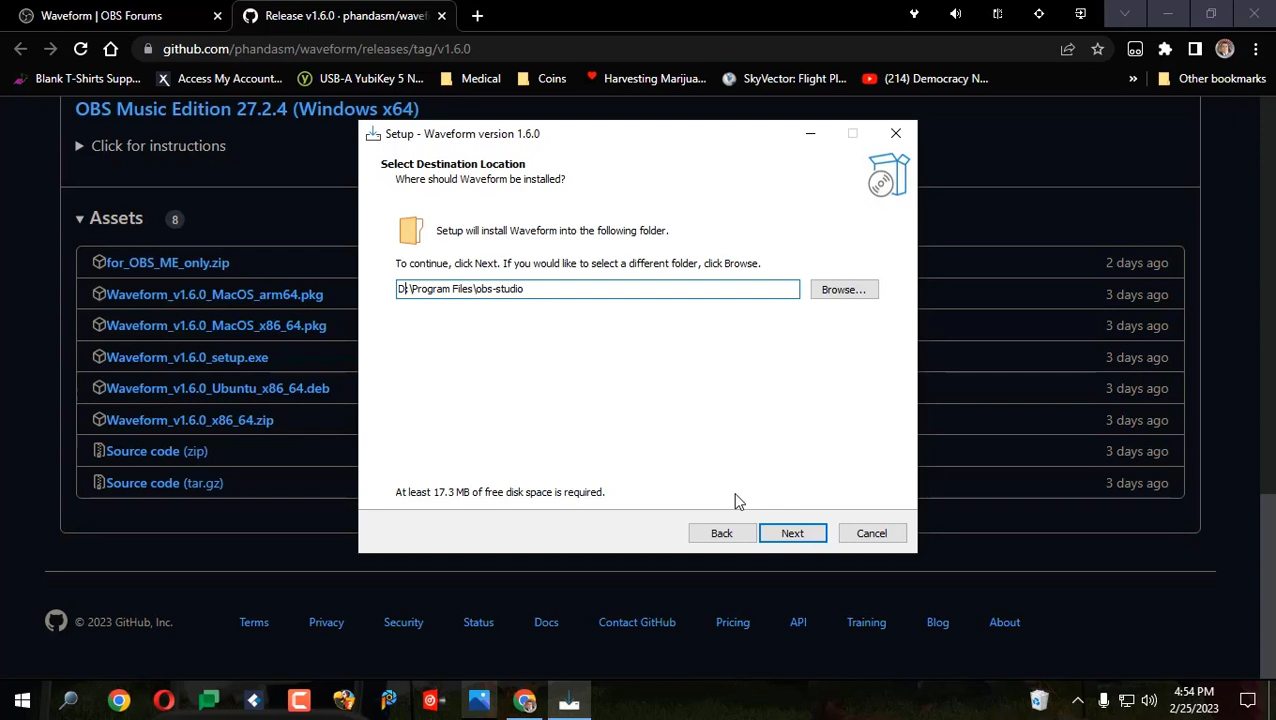 Waveform | OBS Forums
Release v1.6.0 · phandasm/wavef
github.com/phandasm/waveform/releases/tag/v1.6.0
Blank T-Shirts Supp...
Access My Account...
USB-A YubiKey 5 N...
Medical
Coins
Harvesting Marijua...
SkyVector: Flight Pl...
(214) Democracy N...
»
Other bookmarks
OBS Music Edition 27.2.4 (Windows x64)
Click for instructions
Assets 8
for_OBS_ME_only.zip
2 days ago
Waveform_v1.6.0_MacOS_arm64.pkg
3 days ago
Waveform_v1.6.0_MacOS_x86_64.pkg
3 days ago
Waveform_v1.6.0_setup.exe
3 days ago
Waveform_v1.6.0_Ubuntu_x86_64.deb
3 days ago
Waveform_v1.6.0_x86_64.zip
3 days ago
Source code (zip)
3 days ago
Source code (tar.gz)
3 days ago
Setup - Waveform version 1.6.0
Select Destination Location
Where should Waveform be installed?
Setup will install Waveform into the following folder.
To continue, click Next. If you would like to select a different folder, click Browse.
D:\Program Files\obs-studio
Browse...
At least 17.3 MB of free disk space is required.
Back
Next
Cancel
© 2023 GitHub, Inc.
Terms
Privacy
Security
Status
Docs
Contact GitHub
Pricing
API
Training
Blog
About
4:54 PM
2/25/2023